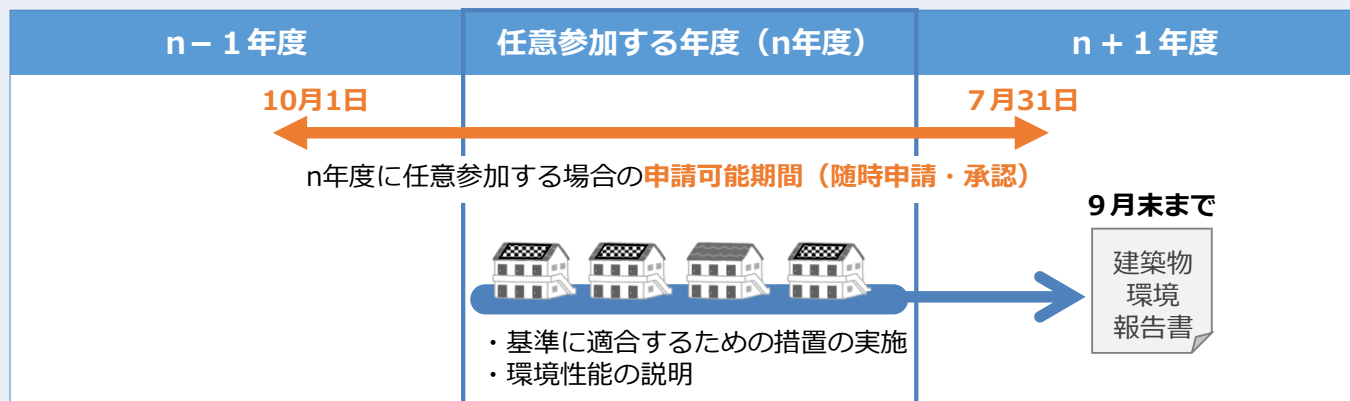 n－１年度
任意参加する年度（n年度）
n＋１年度
10月1日
７月31日
n年度に任意参加する場合の申請可能期間（随時申請・承認）
９月末まで
建築物
環境
報告書
・基準に適合するための措置の実施
・環境性能の説明